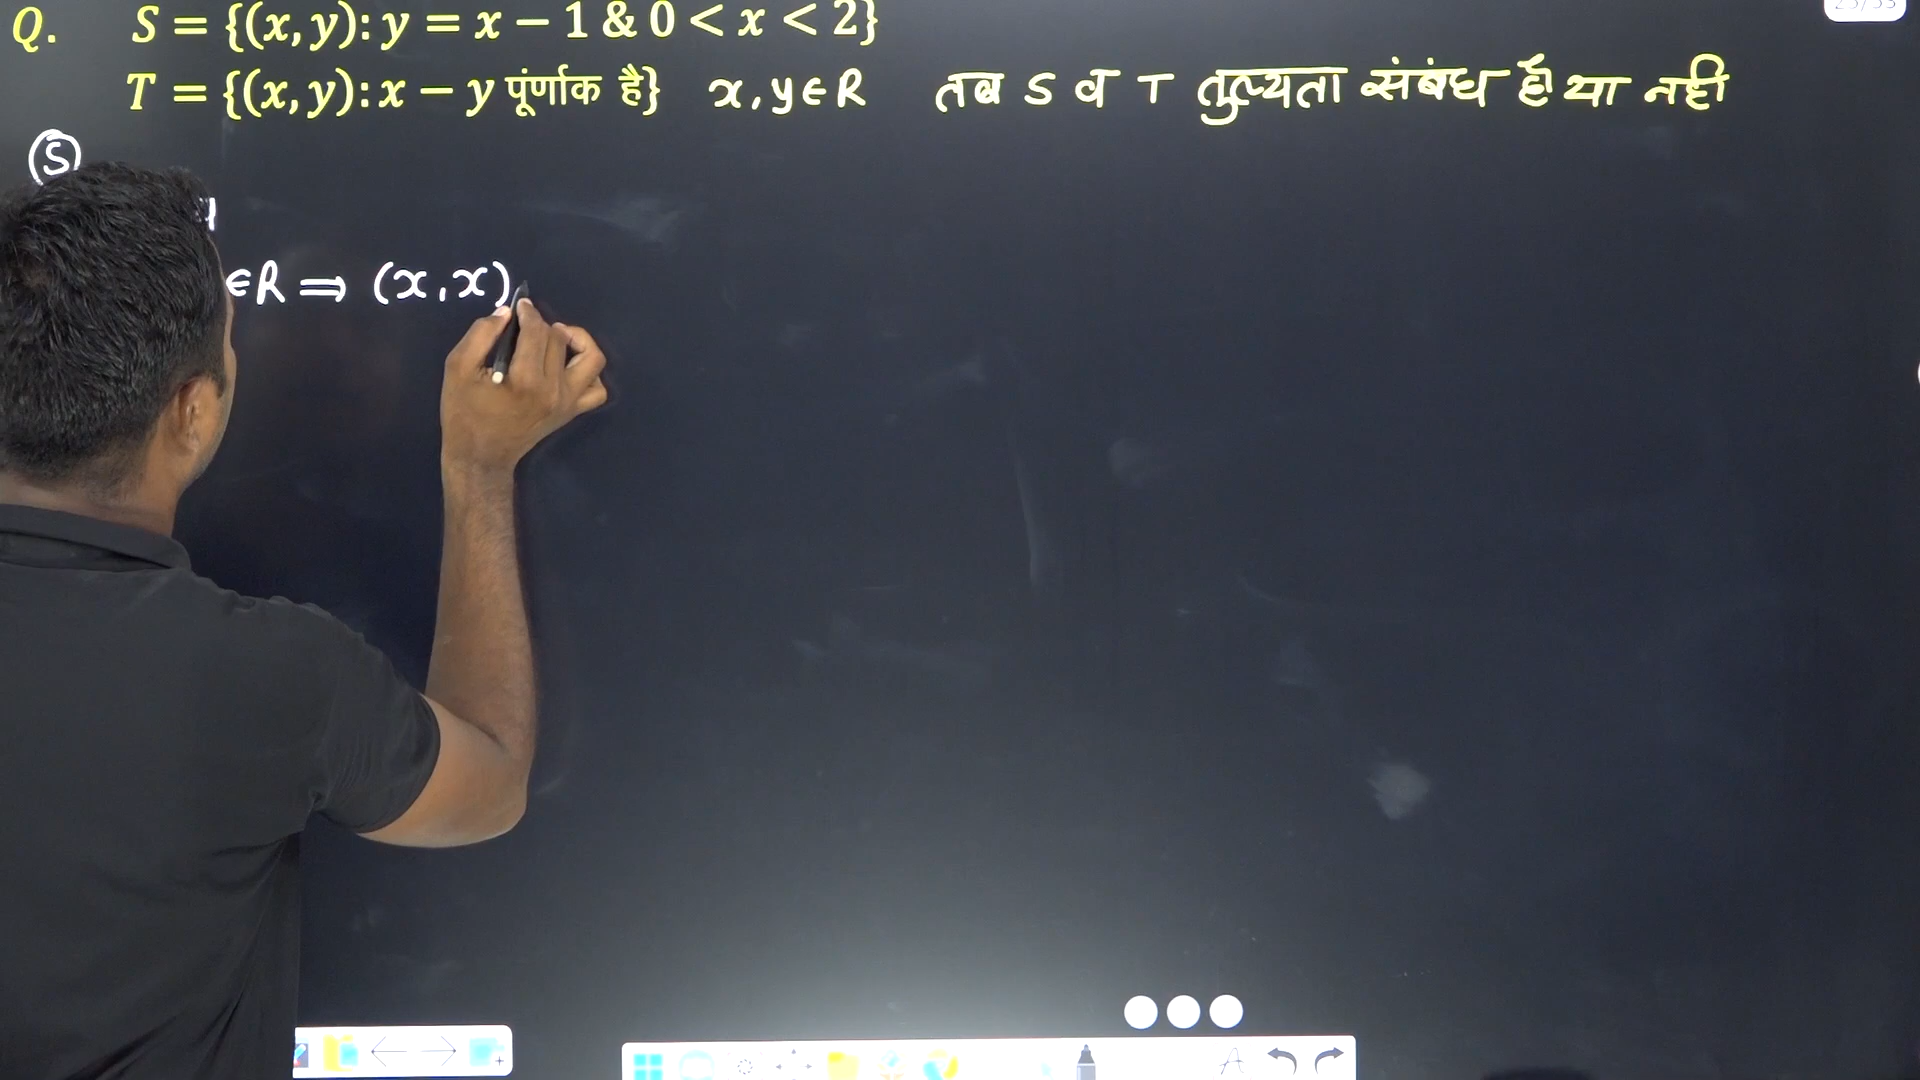 Q. S = {(x, y): y = x − 1 & 0 < x < 2}
T = {(x, y): x − y पूंर्णाक है} x, y ∈ R तब S व T तुल्यता संबंध है या नही
(S)
∈ R ⇒ (x, x)